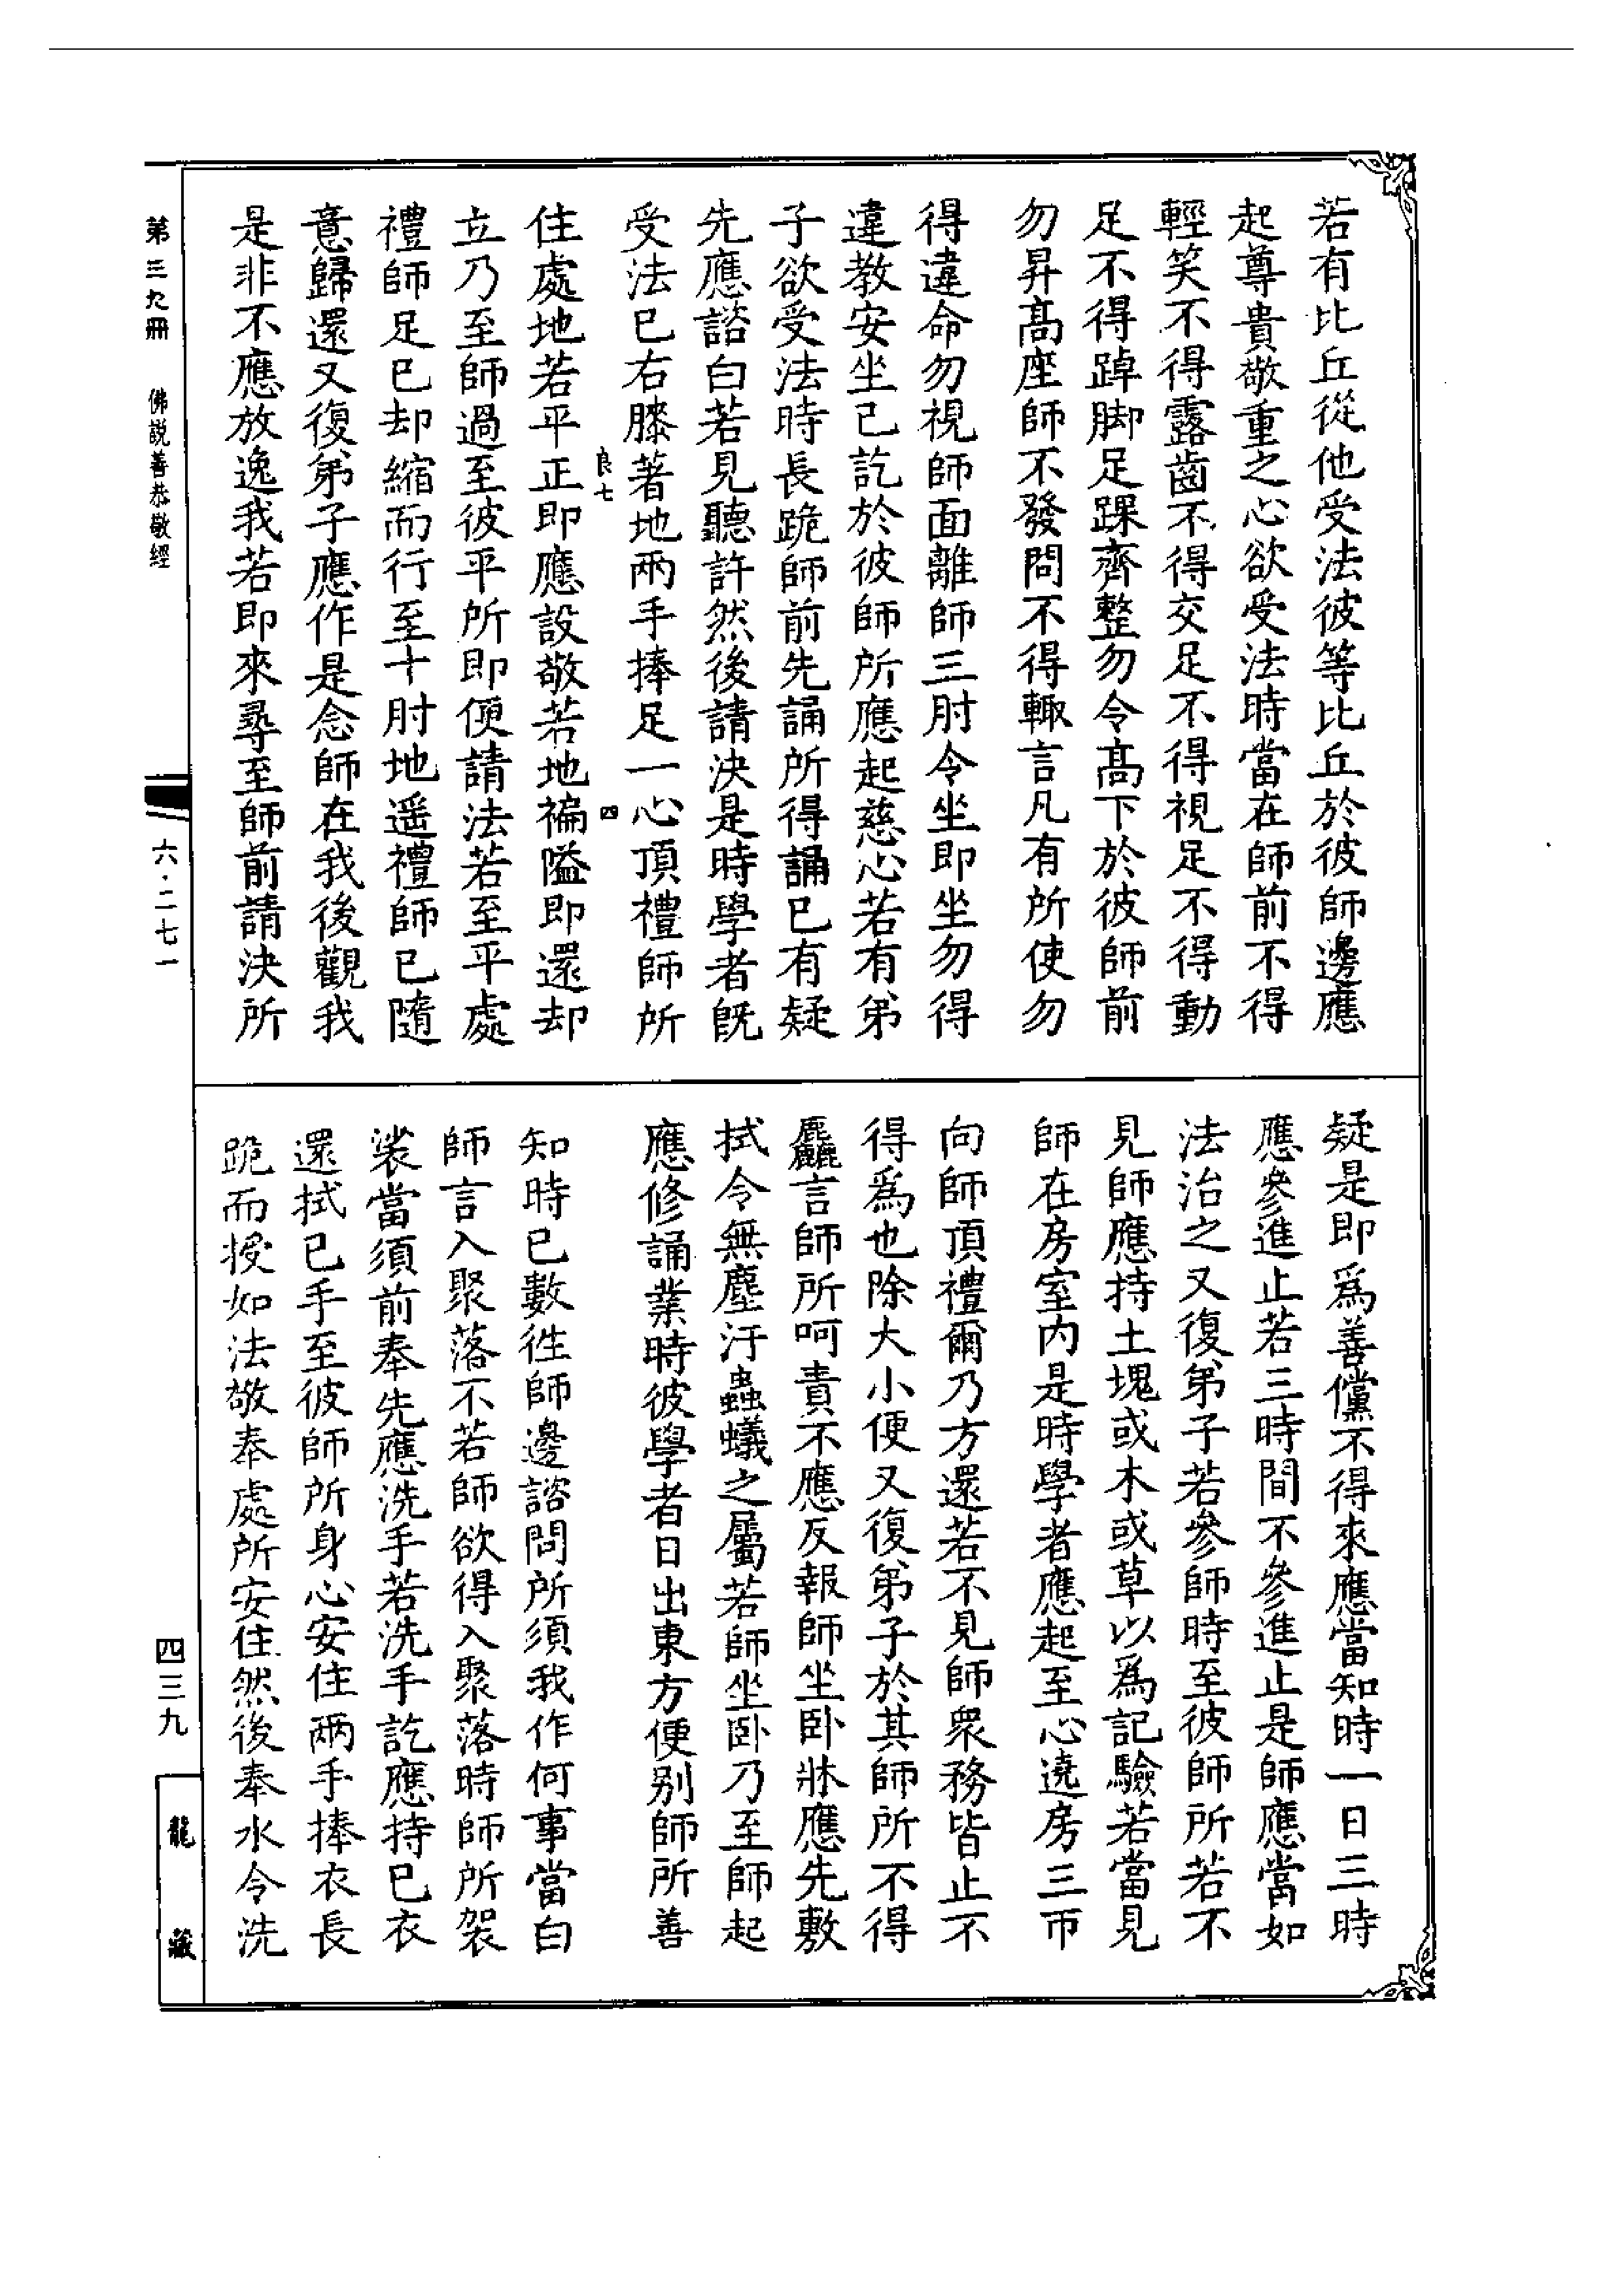 若有比丘從他受法彼等比丘於彼師邊應
起尊貴敬重之心欲受法時當在師前不得
輕笑不得露齒不得交足不得視足不得動
足不得踔脚足踝齊整勿令高下於彼師前
勿昇高座師不發問不得輙言凡有所使勿
得違命勿視師面離師三肘令坐即坐勿得
違教安坐已訖於彼師所應起慈心若有弟
子欲受法時長跪師前先誦所得誦已有疑
先應諮白若見聽許然後請決是時學者既
受法已右膝著地兩手捧足一心頂禮師所
良七
四
住處地若平正即應設敬若地褊隘即還却
立乃至師過至彼平所即便請法若至平處
禮師足已却縮而行至十肘地遥禮師已隨
意歸還又復弟子應作是念師在我後觀我
是非不應放逸我若即來尋至師前請決所
疑是即爲善儻不得來應當知時一日三時
應參進止若三時間不參進止是師應當如
法治之又復弟子若參師時至彼師所若不
見師應持土塊或木或草以爲記驗若當見
師在房室内是時學者應起至心遶房三帀
向師頂禮爾乃方還若不見師眾務皆止不
得爲也除大小便又復弟子於其師所不得
麤言師所呵責不應反報師坐卧牀應先敷
拭令無塵汙蟲蟻之屬若師坐卧乃至師起
應修誦業時彼學者日出東方便别師所善
知時已數往師邊諮問所須我作何事當白
師言入聚落不若師欲得入聚落時師所袈
裟當須前奉先應洗手若洗手訖應持已衣
還拭已手至彼師所身心安住兩手捧衣長
跪而授如法敬奉處所安住然後奉水令洗
第三九冊
佛説善恭敬經
六·二七一
四三九
龍藏